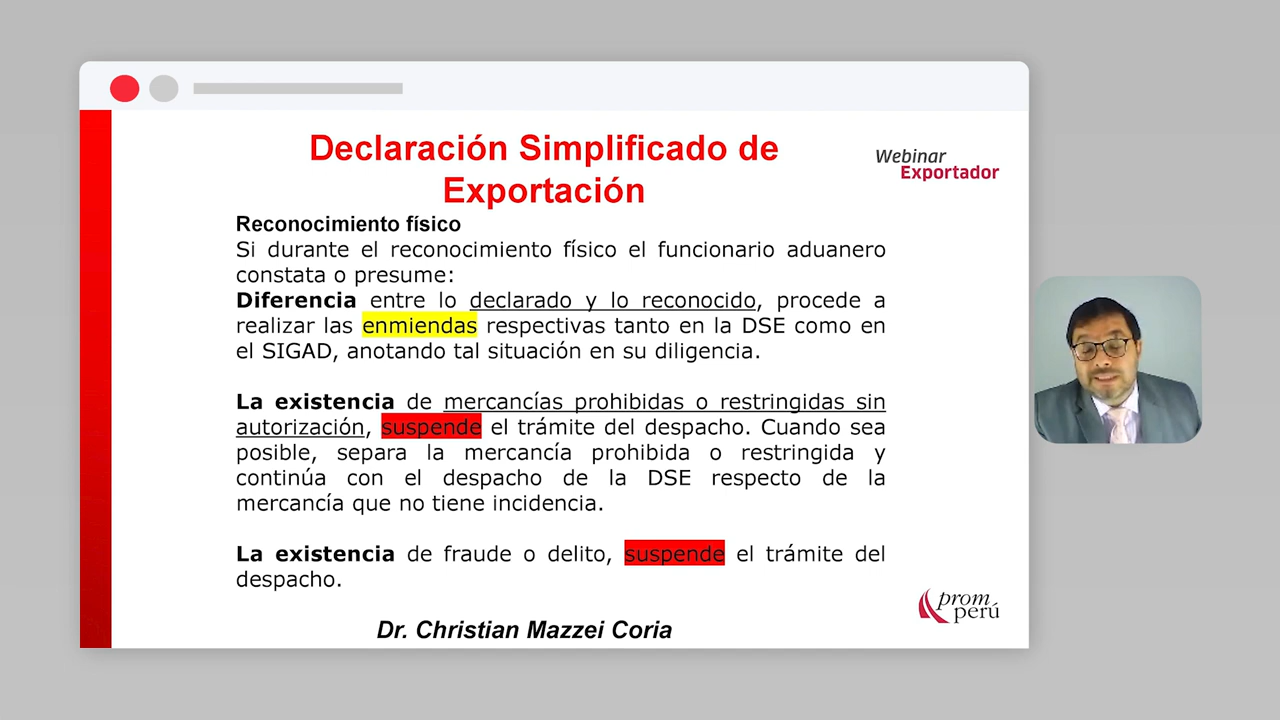 Declaración Simplificado de
Exportación
Webinar
Exportador
Reconocimiento físico
Si durante el reconocimiento físico el funcionario aduanero
constata o presume:
Diferencia entre lo declarado y lo reconocido, procede a
realizar las enmiendas respectivas tanto en la DSE como en
el SIGAD, anotando tal situación en su diligencia.
La existencia de mercancías prohibidas o restringidas sin
autorización, suspende el trámite del despacho. Cuando sea
posible, separa la mercancía prohibida o restringida y
continúa con el despacho de la DSE respecto de la
mercancía que no tiene incidencia.
La existencia de fraude o delito, suspende el trámite del
despacho.
prom
perú
Dr. Christian Mazzei Coria